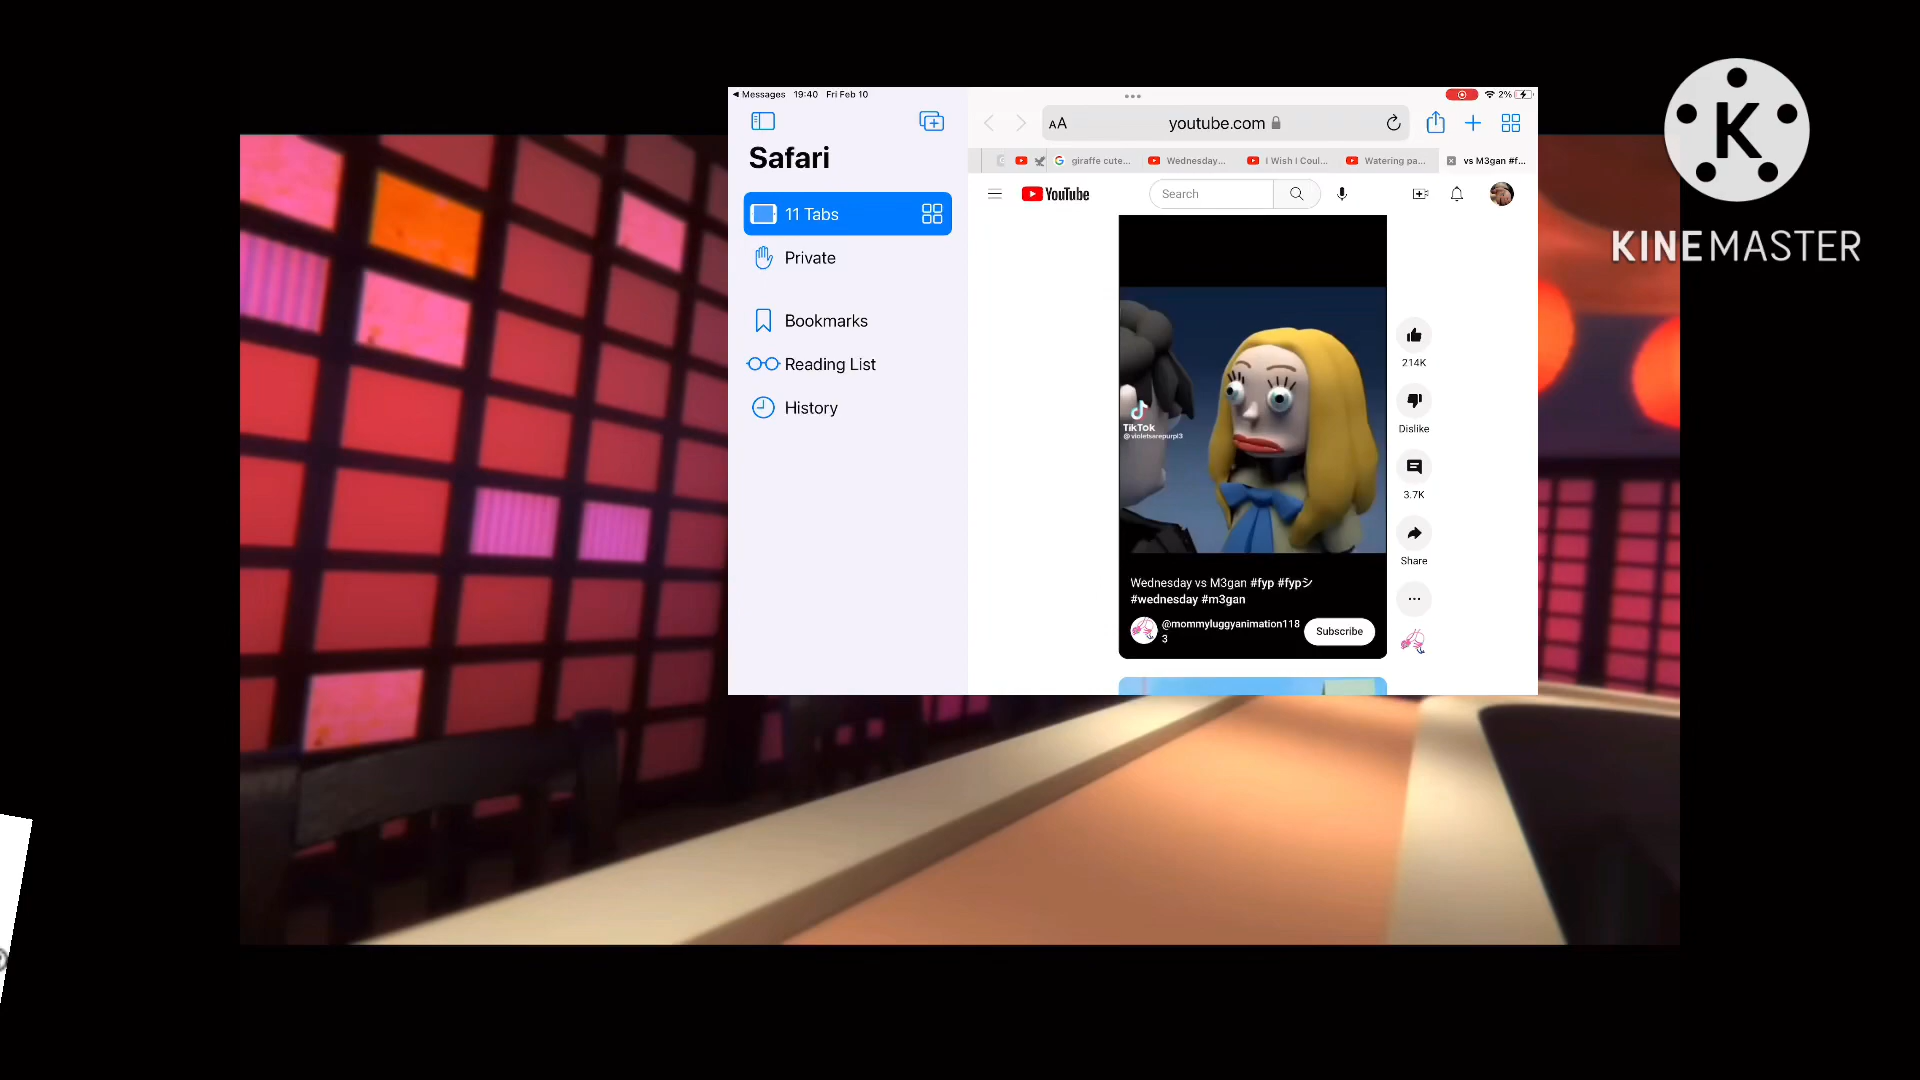 Messages 19:40 Fri Feb 10
2%
Safari
11 Tabs
Private
Bookmarks
Reading List
History
AA youtube.com
giraffe cute...
Wednesday...
I Wish I Coul...
Watering pa...
vs M3gan #f...
YouTube
Search
214K
Dislike
3.7K
Share
TikTok
@violetsarepurpl3
Wednesday vs M3gan #fyp #fypシ
#wednesday #m3gan
@mommyluggyanimation118
3
Subscribe
K
KINEMASTER